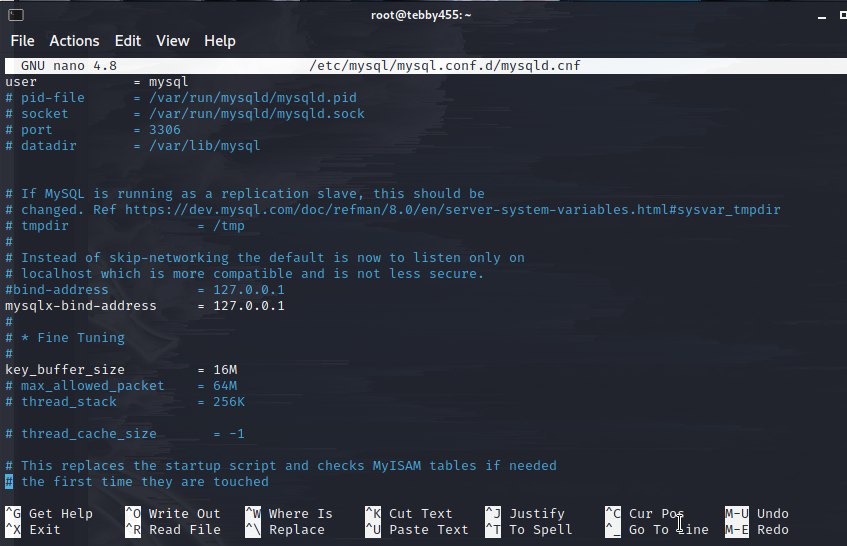 root@tebby455: ~
File Actions Edit View Help
GNU nano 4.8 /etc/mysql/mysql.conf.d/mysqld.cnf
user = mysql
# pid-file = /var/run/mysqld/mysqld.pid
# socket = /var/run/mysqld/mysqld.sock
# port = 3306
# datadir = /var/lib/mysql
# If MySQL is running as a replication slave, this should be
# changed. Ref https://dev.mysql.com/doc/refman/8.0/en/server-system-variables.html#sysvar_tmpdir
# tmpdir = /tmp
#
# Instead of skip-networking the default is now to listen only on
# localhost which is more compatible and is not less secure.
#bind-address = 127.0.0.1
mysqlx-bind-address = 127.0.0.1
#
# * Fine Tuning
#
key_buffer_size = 16M
# max_allowed_packet = 64M
# thread_stack = 256K
# thread_cache_size = -1
# This replaces the startup script and checks MyISAM tables if needed
# the first time they are touched
^G Get Help ^O Write Out ^W Where Is ^K Cut Text ^J Justify ^C Cur Pos M-U Undo
^X Exit ^R Read File ^\ Replace ^U Paste Text ^T To Spell ^_ Go To Line M-E Redo